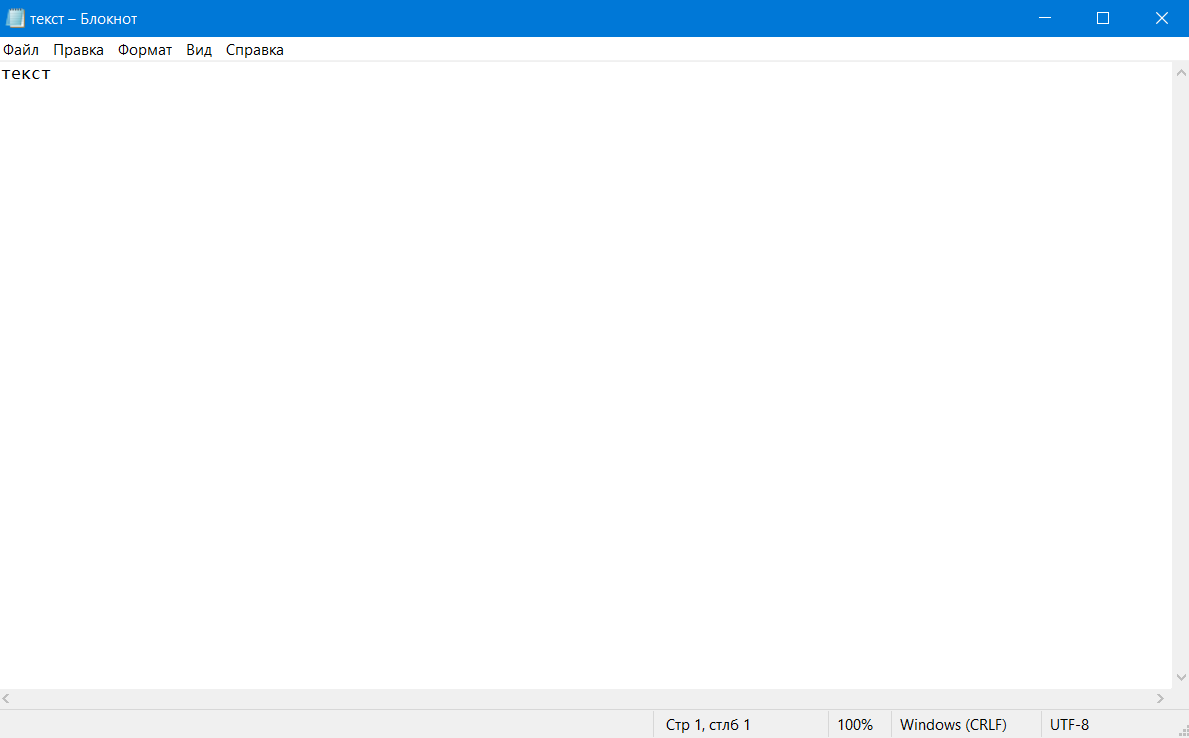 текст – Блокнот
Файл Правка Формат Вид Справка
текст
Стр 1, стлб 1 100% Windows (CRLF) UTF-8